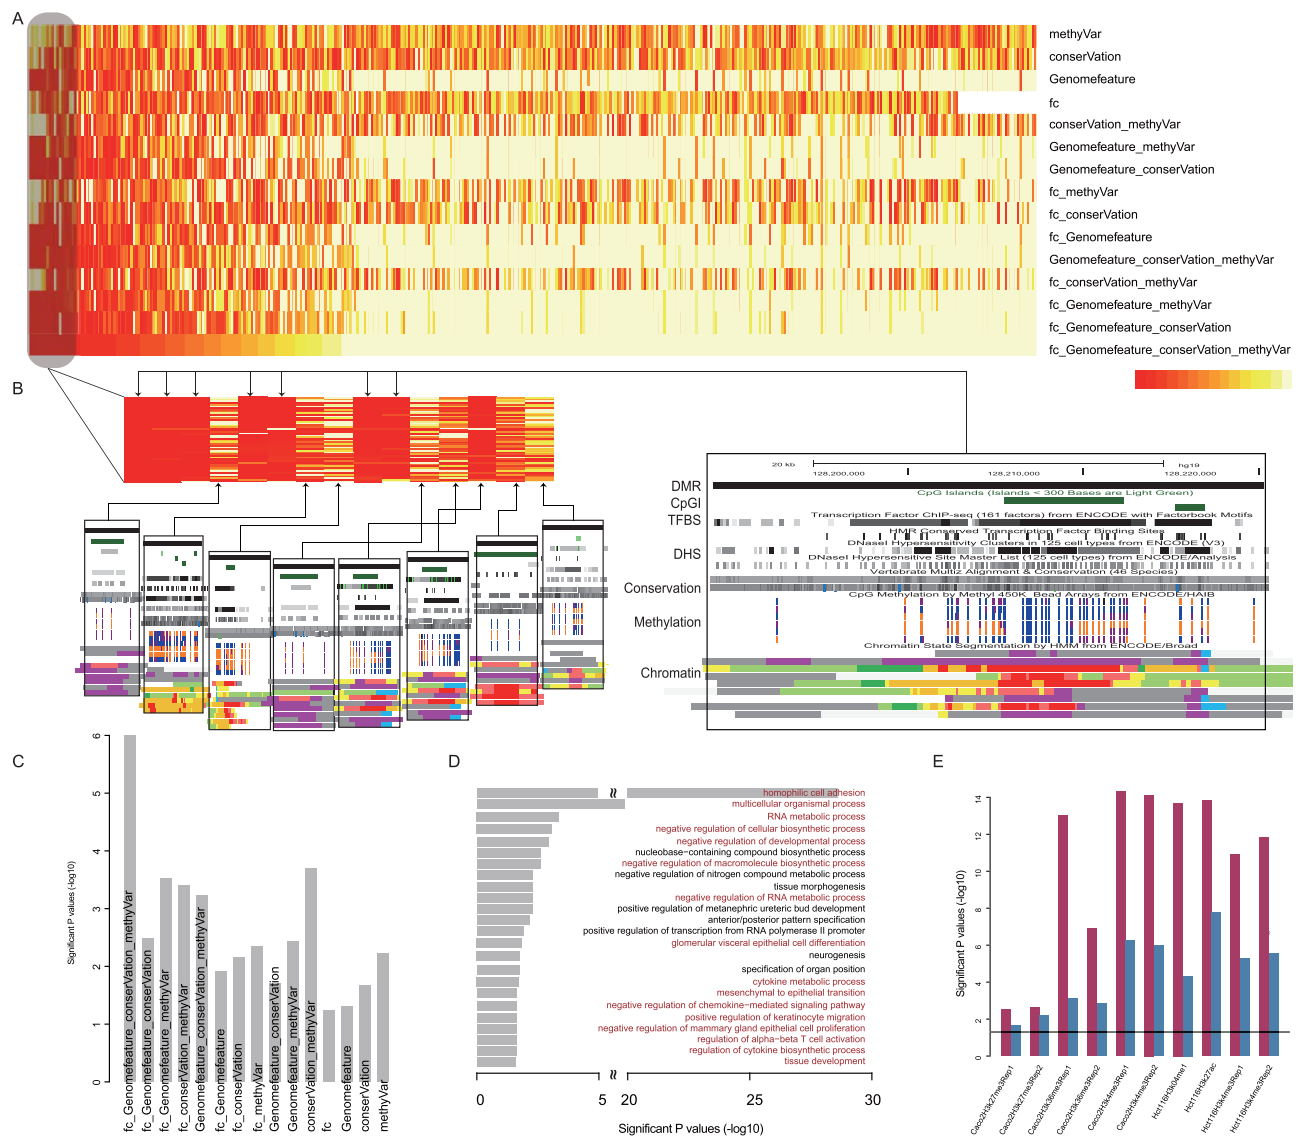 A
methyVar
conserVation
Genomefeature
fc
conserVation_methyVar
Genomefeature_methyVar
Genomefeature_conserVation
fc_methyVar
fc_conserVation
fc_Genomefeature
Genomefeature_conserVation_methyVar
fc_conserVation_methyVar
fc_Genomefeature_methyVar
fc_Genomefeature_conserVation
fc_Genomefeature_conserVation_methyVar
B
20 kb
hg19
128,200,000
128,210,000
128,220,000
DMR
CpG Islands (Islands < 300 Bases are Light Green)
CpGI
Transcription Factor ChIP-seq (161 factors) from ENCODE with Factorbook Motifs
TFBS
HMR Conserved Transcription Factor Binding Sites
DNaseI Hypersensitivity Clusters in 125 cell types from ENCODE (V3)
DHS
DNaseI Hypersensitive Site Master List (125 cell types) from ENCODE/Analysis
Vertebrate Multiz Alignment & Conservation (46 Species)
Conservation
CpG Methylation by Methyl 450K Bead Arrays from ENCODE/HAIB
Methylation
Chromatin State Segmentation by HMM from ENCODE/Broad
Chromatin
C
Significant P values (-log10)
0
1
2
3
4
5
6
fc_Genomefeature_conserVation_methyVar
fc_Genomefeature_conserVation
fc_Genomefeature_methyVar
fc_conserVation_methyVar
Genomefeature_conserVation_methyVar
fc_Genomefeature
fc_conserVation
fc_methyVar
Genomefeature_conserVation
Genomefeature_methyVar
conserVation_methyVar
fc
Genomefeature
conserVation
methyVar
D
homophilic cell adhesion
multicellular organismal process
RNA metabolic process
negative regulation of cellular biosynthetic process
negative regulation of developmental process
nucleobase−containing compound biosynthetic process
negative regulation of macromolecule biosynthetic process
negative regulation of nitrogen compound metabolic process
tissue morphogenesis
negative regulation of RNA metabolic process
positive regulation of metanephric ureteric bud development
anterior/posterior pattern specification
positive regulation of transcription from RNA polymerase II promoter
glomerular visceral epithelial cell differentiation
neurogenesis
specification of organ position
cytokine metabolic process
mesenchymal to epithelial transition
negative regulation of chemokine−mediated signaling pathway
positive regulation of keratinocyte migration
negative regulation of mammary gland epithelial cell proliferation
regulation of alpha−beta T cell activation
regulation of cytokine biosynthetic process
tissue development
0
5
20
30
Significant P values (−log10)
E
Significant P values (-log10)
0
2
4
6
8
10
12
14
Caco2H3k27me3Rep1
Caco2H3k27me3Rep2
Caco2H3k36me3Rep1
Caco2H3k36me3Rep2
Caco2H3k4me3Rep1
Caco2H3k4me3Rep2
Hct116H3k04me1
Hct116H3k27ac
Hct116H3k4me3Rep1
Hct116H3k4me3Rep2